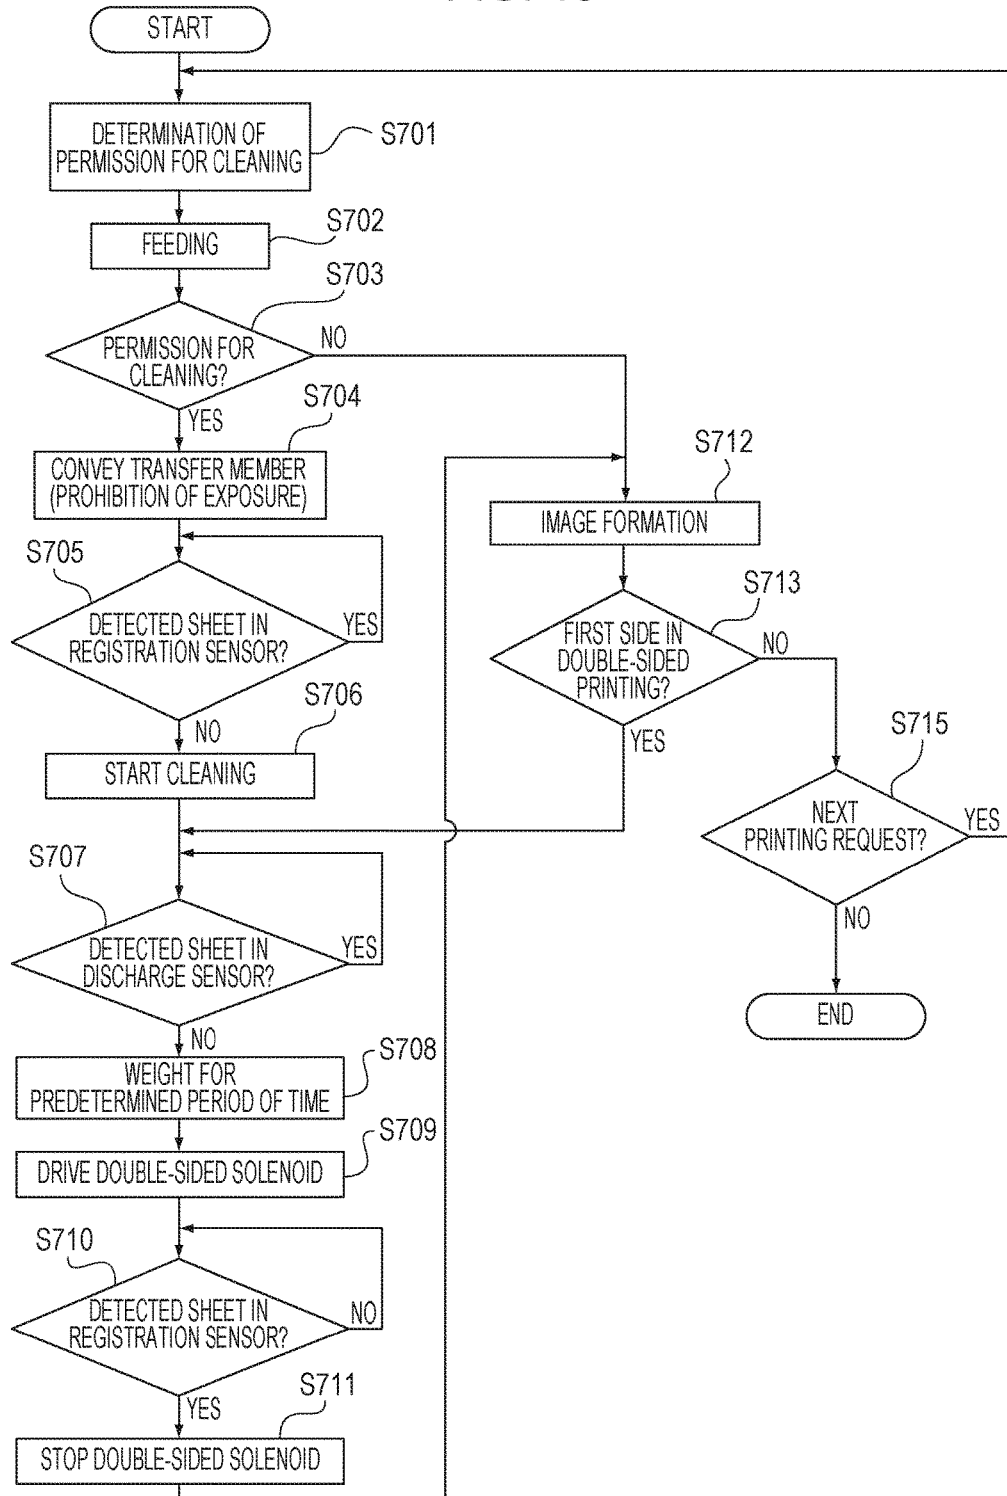 START
DETERMINATION OF
PERMISSION FOR CLEANING
S701
FEEDING
S702
S703
PERMISSION FOR
CLEANING?
NO
YES
S704
CONVEY TRANSFER MEMBER
(PROHIBITION OF EXPOSURE)
S705
DETECTED SHEET IN
REGISTRATION SENSOR?
YES
NO
S706
START CLEANING
S707
DETECTED SHEET IN
DISCHARGE SENSOR?
YES
NO
S708
WEIGHT FOR
PREDETERMINED PERIOD OF TIME
S709
DRIVE DOUBLE-SIDED SOLENOID
S710
DETECTED SHEET IN
REGISTRATION SENSOR?
NO
YES
S711
STOP DOUBLE-SIDED SOLENOID
S712
IMAGE FORMATION
S713
FIRST SIDE IN
DOUBLE-SIDED
PRINTING?
NO
YES
S715
NEXT
PRINTING REQUEST?
YES
NO
END